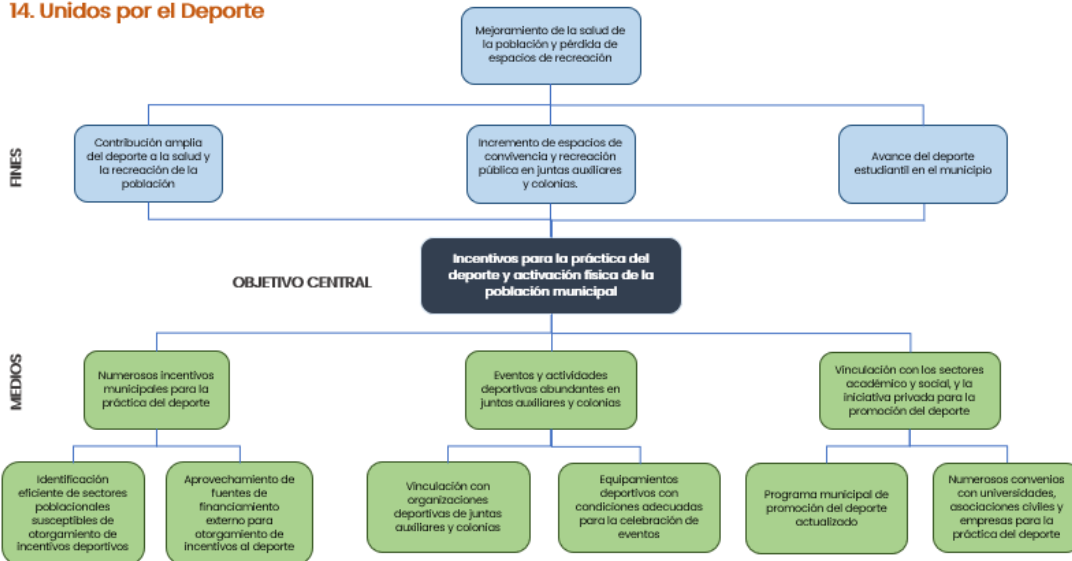 14. Unidos por el Deporte
Mejoramiento de la salud de
la población y pérdida de
espacios de recreación
FINES
Contribución amplia
del deporte a la salud y
la recreación de la
población
Incremento de espacios de
convivencia y recreación
pública en juntas auxiliares
y colonias.
Avance del deporte
estudiantil en el municipio
OBJETIVO CENTRAL
Incentivos para la práctica del
deporte y activación física de la
población municipal
MEDIOS
Numerosos incentivos
municipales para la
práctica del deporte
Eventos y actividades
deportivas abundantes en
juntas auxiliares y colonias
Vinculación con los sectores
académico y social, y la
iniciativa privada para la
promoción del deporte
Identificación
eficiente de sectores
poblacionales
susceptibles de
otorgamiento de
incentivos deportivos
Aprovechamiento de
fuentes de
financiamiento
externo para
otorgamiento de
incentivos al deporte
Vinculación con
organizaciones
deportivas de juntas
auxiliares y colonias
Equipamientos
deportivos con
condiciones adecuadas
para la celebración de
eventos
Programa municipal de
promoción del deporte
actualizado
Numerosos convenios
con universidades,
asociaciones civiles y
empresas para la
práctica del deporte